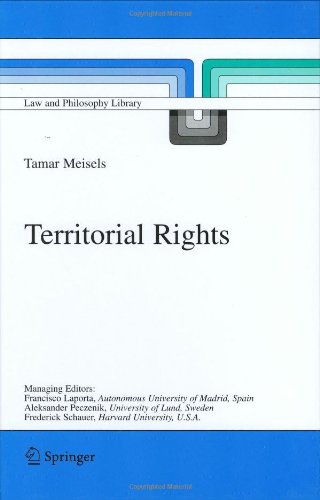 Law and Philosophy Library
Tamar Meisels
Territorial Rights
Managing Editors:
Francisco Laporta, Autonomous University of Madrid, Spain
Aleksander Peczenik, University of Lund, Sweden
Frederick Schauer, Harvard University, U.S.A.
Springer